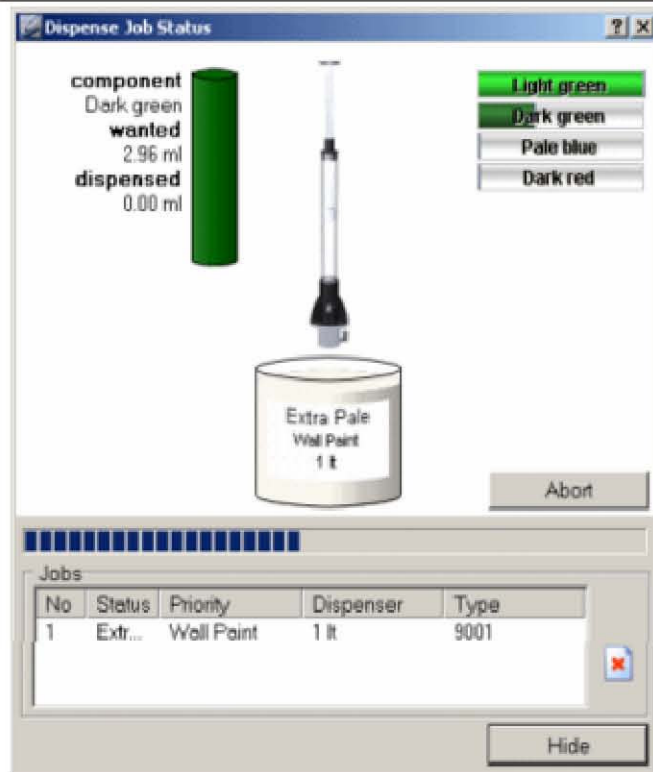 Dispense Job Status
component
Dark green
wanted
2.96 ml
dispensed
0.00 ml
Light green
Dark green
Pale blue
Dark red
Extra Pale
Wall Paint
1 lt
Abort
Jobs
No Status Priority Dispenser Type
1 Extr... Wall Paint 1 lt 9001
Hide